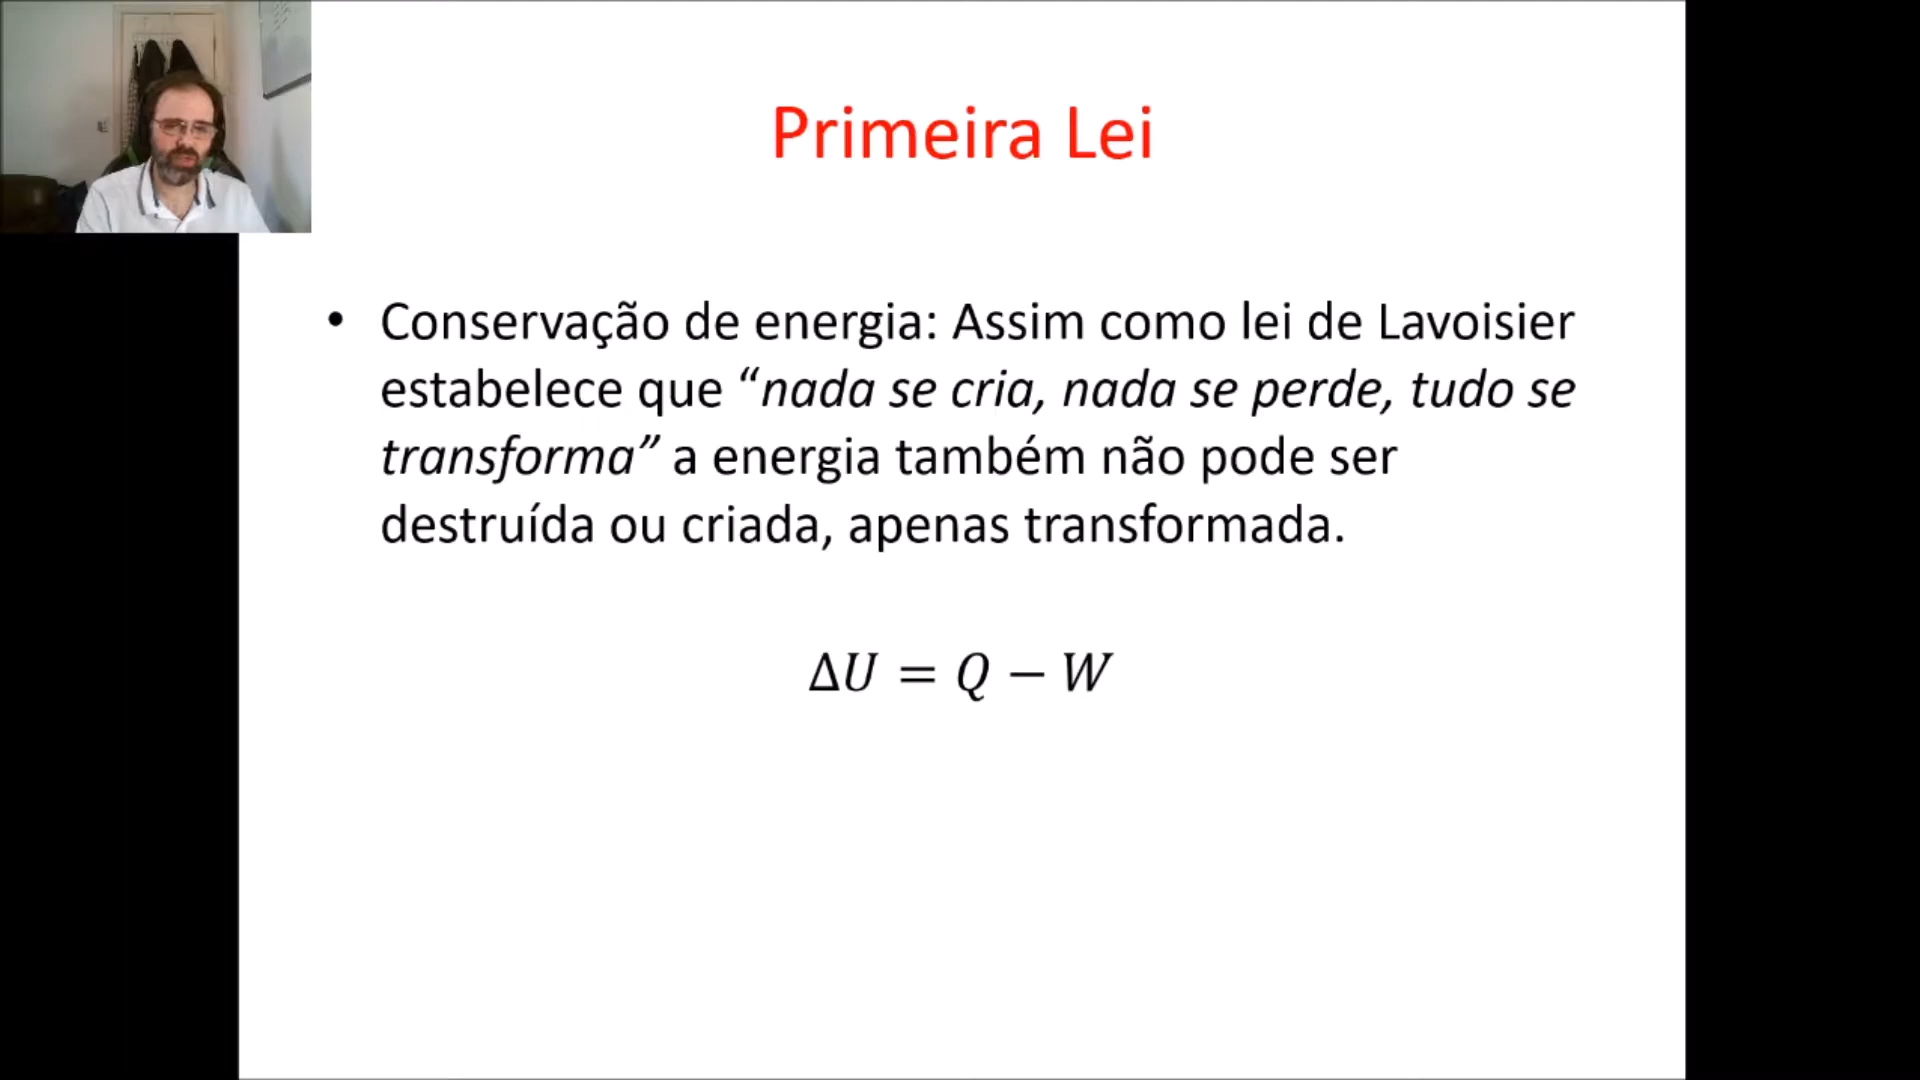 Primeira Lei
• Conservação de energia: Assim como lei de Lavoisier
estabelece que “nada se cria, nada se perde, tudo se
transforma” a energia também não pode ser
destruída ou criada, apenas transformada.
ΔU = Q − W